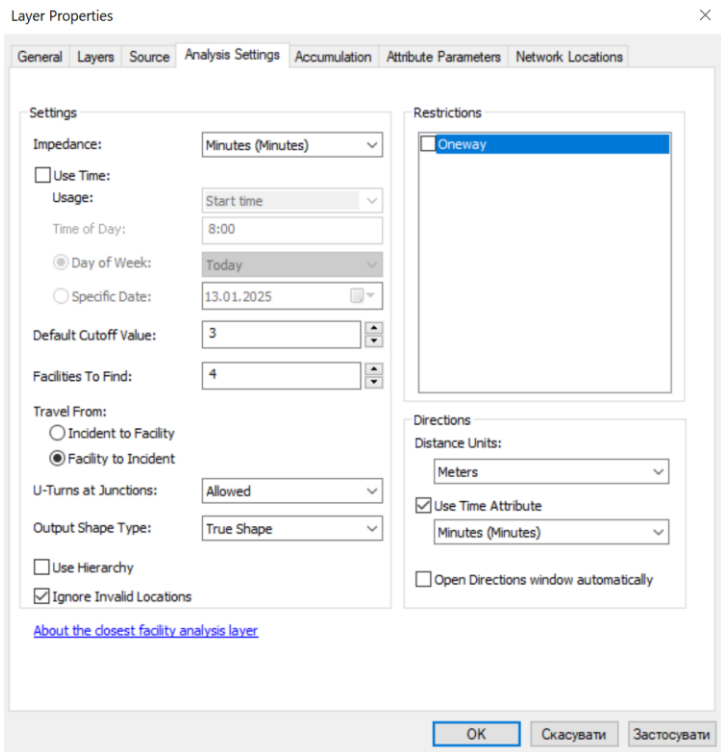 Layer Properties
General Layers Source Analysis Settings Accumulation Attribute Parameters Network Locations
Settings
Impedance: Minutes (Minutes)
Use Time:
Usage: Start time
Time of Day: 8:00
Day of Week: Today
Specific Date: 13.01.2025
Default Cutoff Value: 3
Facilities To Find: 4
Travel From:
Incident to Facility
Facility to Incident
U-Turns at Junctions: Allowed
Output Shape Type: True Shape
Use Hierarchy
Ignore Invalid Locations
About the closest facility analysis layer
Restrictions
Oneway
Directions
Distance Units:
Meters
Use Time Attribute
Minutes (Minutes)
Open Directions window automatically
OK Скасувати Застосувати